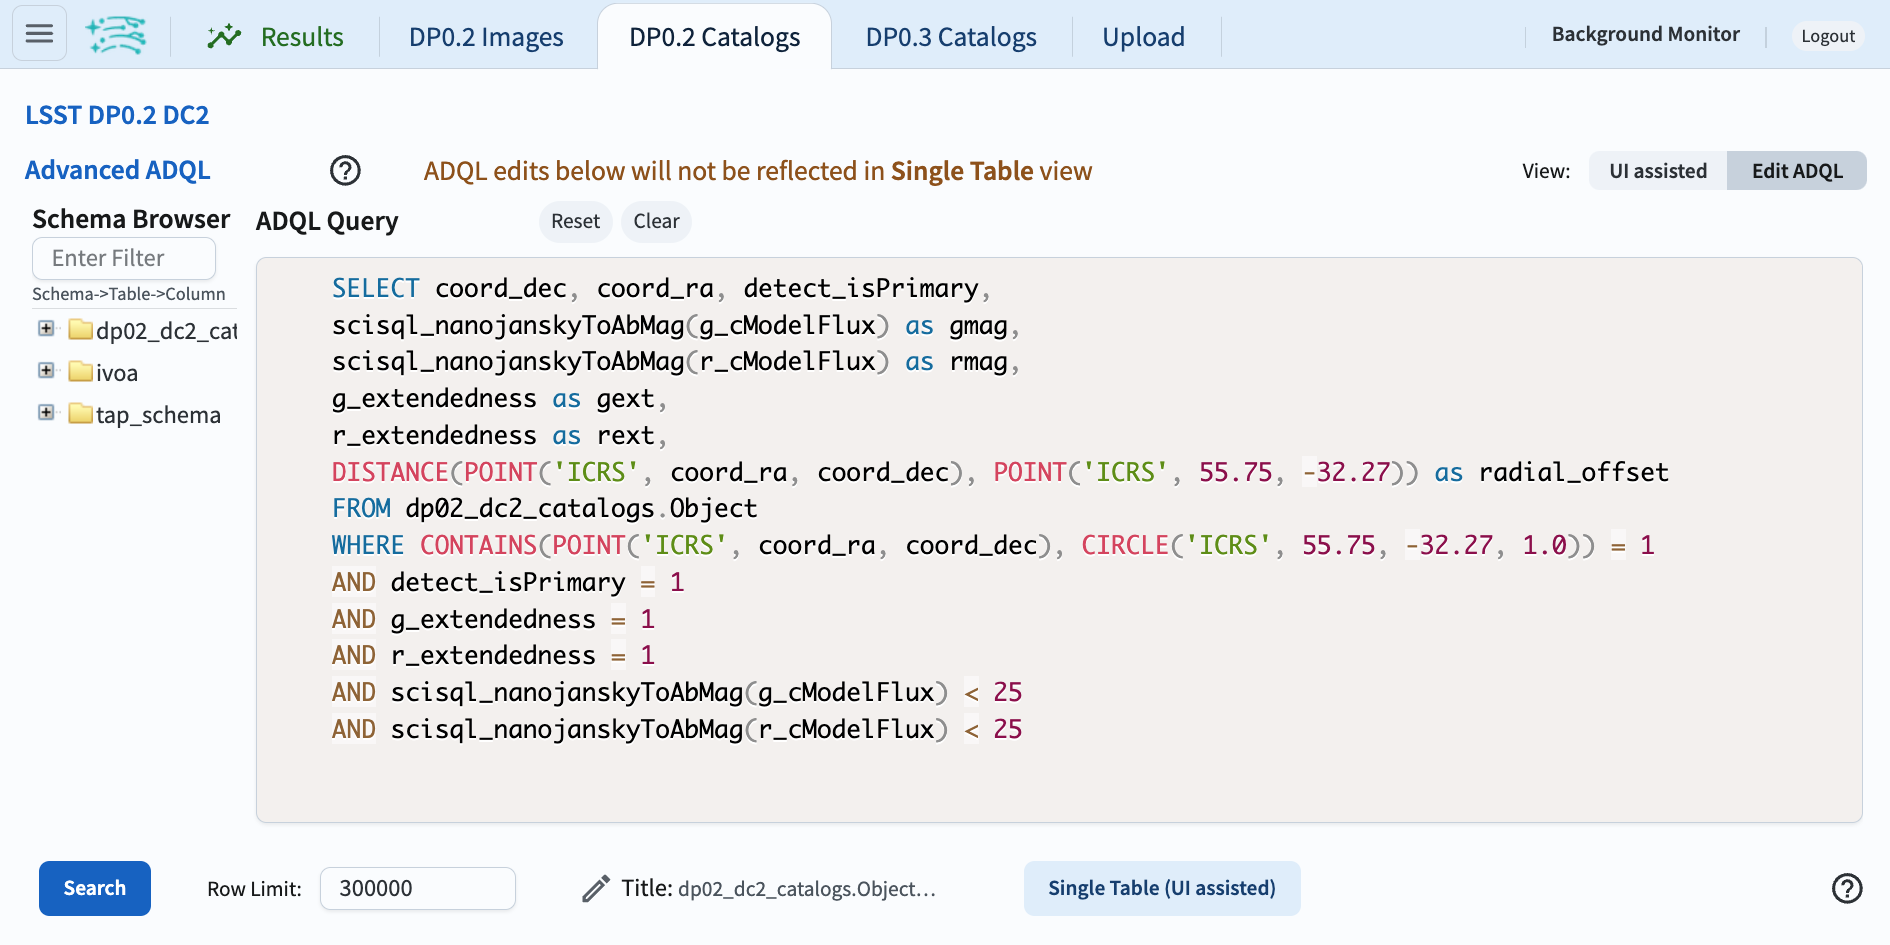 Results
DP0.2 Images
DP0.2 Catalogs
DP0.3 Catalogs
Upload
Background Monitor
Logout
LSST DP0.2 DC2
Advanced ADQL
ADQL edits below will not be reflected in Single Table view
View:
UI assisted
Edit ADQL
Schema Browser
Enter Filter
Schema->Table->Column
dp02_dc2_cat
ivoa
tap_schema
ADQL Query
Reset
Clear
SELECT coord_dec, coord_ra, detect_isPrimary,
scisql_nanojanskyToAbMag(g_cModelFlux) as gmag,
scisql_nanojanskyToAbMag(r_cModelFlux) as rmag,
g_extendedness as gext,
r_extendedness as rext,
DISTANCE(POINT('ICRS', coord_ra, coord_dec), POINT('ICRS', 55.75, -32.27)) as radial_offset
FROM dp02_dc2_catalogs.Object
WHERE CONTAINS(POINT('ICRS', coord_ra, coord_dec), CIRCLE('ICRS', 55.75, -32.27, 1.0)) = 1
AND detect_isPrimary = 1
AND g_extendedness = 1
AND r_extendedness = 1
AND scisql_nanojanskyToAbMag(g_cModelFlux) < 25
AND scisql_nanojanskyToAbMag(r_cModelFlux) < 25
Search
Row Limit:
300000
Title: dp02_dc2_catalogs.Object…
Single Table (UI assisted)